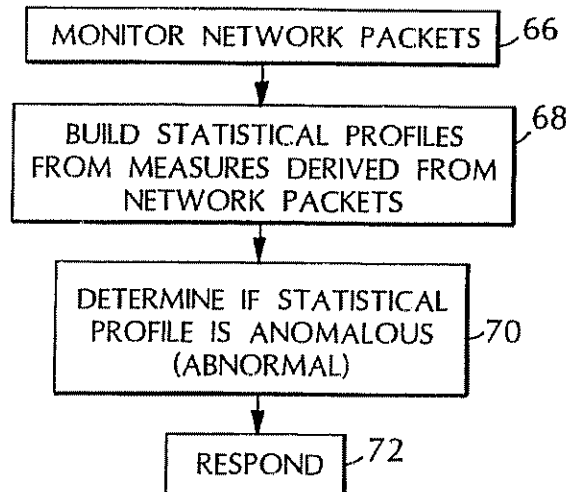 MONITOR NETWORK PACKETS 66
BUILD STATISTICAL PROFILES 68
FROM MEASURES DERIVED FROM
NETWORK PACKETS
DETERMINE IF STATISTICAL
PROFILE IS ANOMALOUS 70
(ABNORMAL)
RESPOND 72